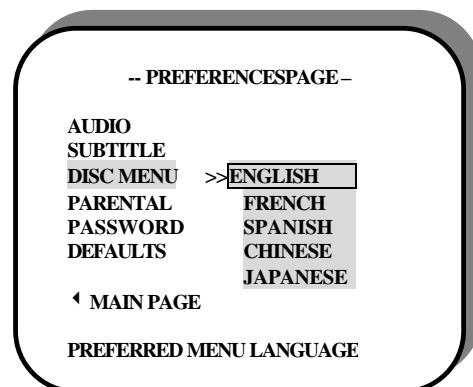 -- PREFERENCESPAGE –
AUDIO
SUBTITLE
DISC MENU >>ENGLISH
PARENTAL FRENCH
PASSWORD SPANISH
DEFAULTS CHINESE
JAPANESE
MAIN PAGE
PREFERRED MENU LANGUAGE